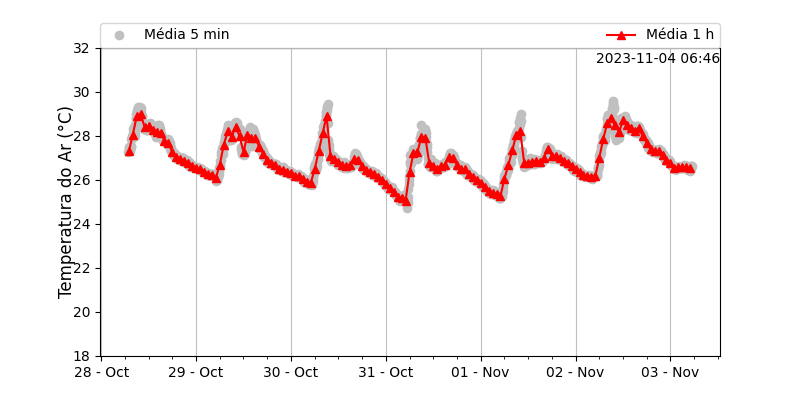 Média 5 min
Média 1 h
2023-11-04 06:46
Temperatura do Ar (°C)
32
30
28
26
24
22
20
18
28 - Oct
29 - Oct
30 - Oct
31 - Oct
01 - Nov
02 - Nov
03 - Nov